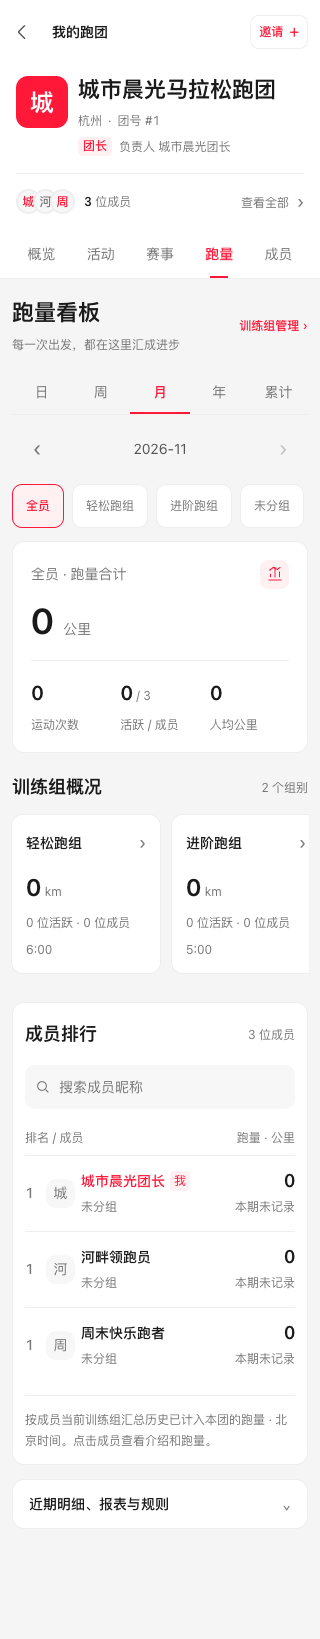 我的跑团
邀请 +
城
城市晨光马拉松跑团
杭州 · 团号 #1
团长 负责人 城市晨光团长
城 河 周 3 位成员 查看全部 ›
概览 活动 赛事 跑量 成员
跑量看板
每一次出发，都在这里汇成进步
训练组管理 ›
日 周 月 年 累计
‹ 2026-11 ›
全员 轻松跑组 进阶跑组 未分组
全员 · 跑量合计
0 公里
0 0 / 3 0
运动次数 活跃 / 成员 人均公里
训练组概况 2 个组别
轻松跑组 › 进阶跑组 ›
0 km 0 km
0 位活跃 · 0 位成员 0 位活跃 · 0 位成员
6:00 5:00
成员排行 3 位成员
搜索成员昵称
排名 / 成员 跑量 · 公里
1 城 城市晨光团长 我 0
未分组 本期未记录
1 河 河畔领跑员 0
未分组 本期未记录
1 周 周末快乐跑者 0
未分组 本期未记录
按成员当前训练组汇总历史已计入本团的跑量 · 北
京时间。点击成员查看介绍和跑量。
近期明细、报表与规则